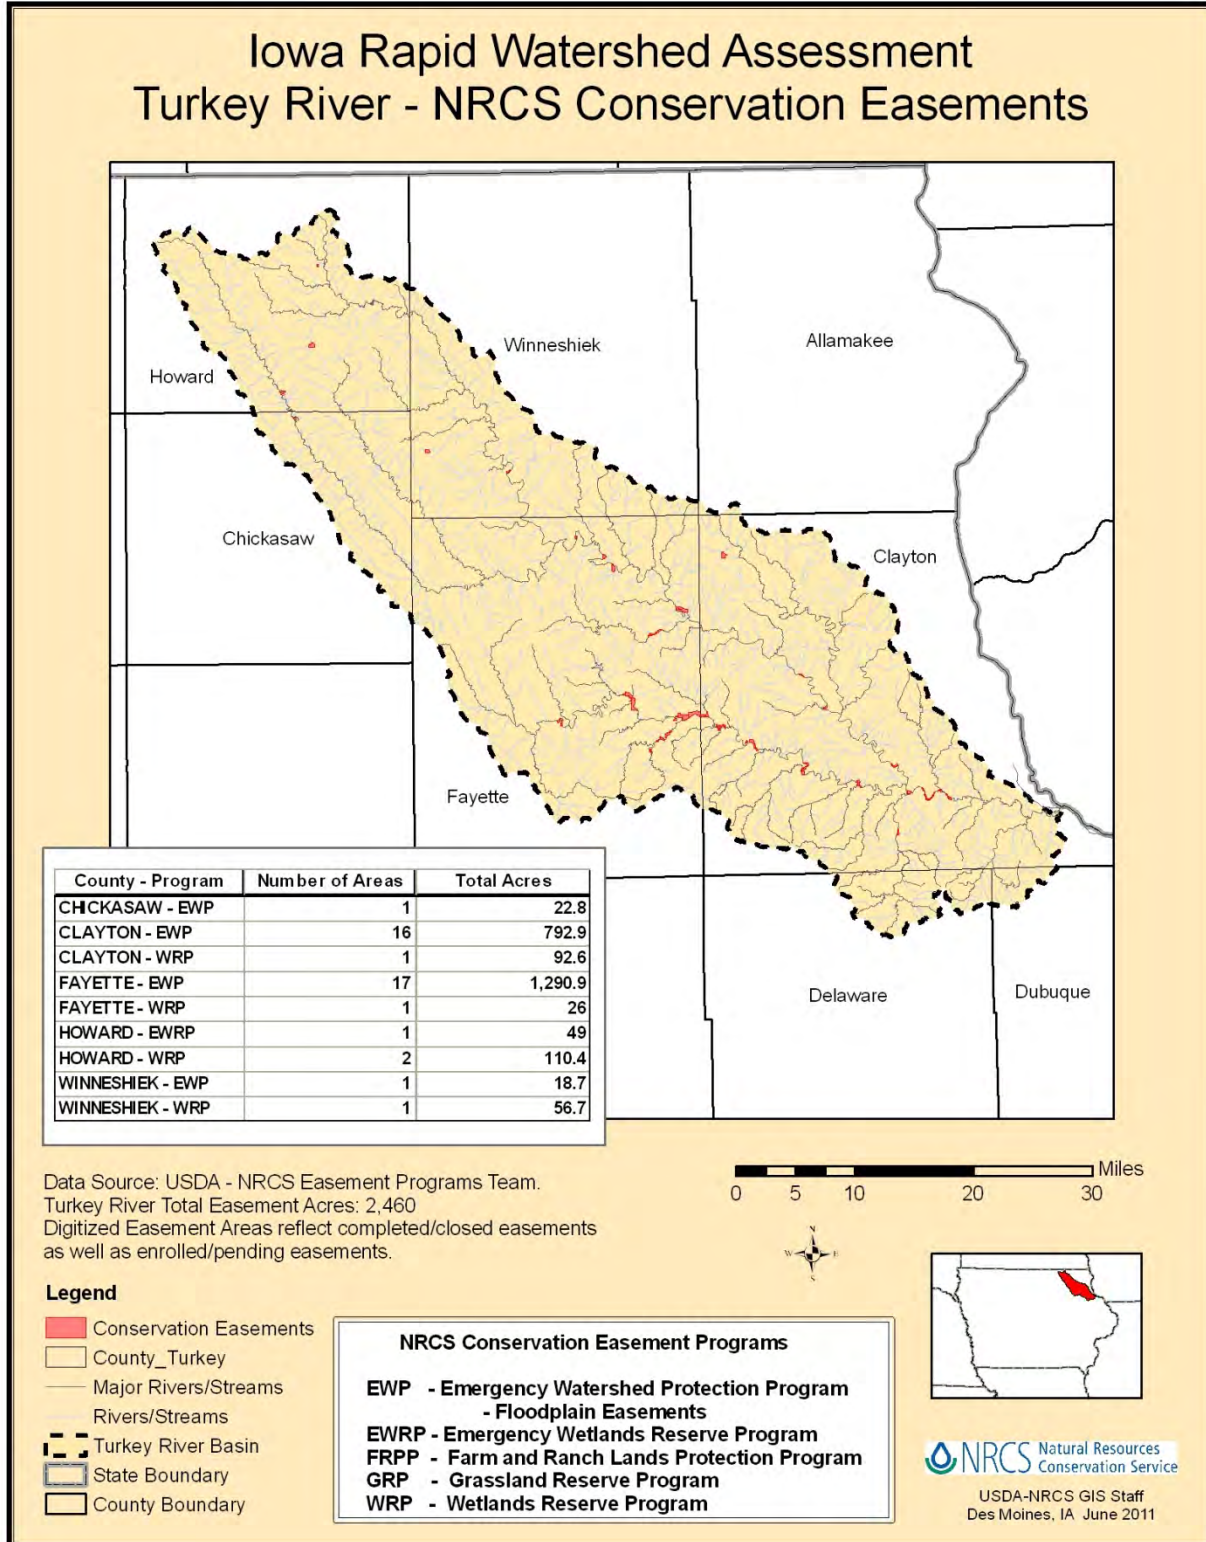 Iowa Rapid Watershed Assessment
Turkey River - NRCS Conservation Easements
Winneshiek
Allamakee
Howard
Chickasaw
Clayton
Fayette
Delaware
Dubuque
County - Program Number of Areas Total Acres
CHICKASAW - EWP 1 22.8
CLAYTON - EWP 16 792.9
CLAYTON - WRP 1 92.6
FAYETTE - EWP 17 1,290.9
FAYETTE - WRP 1 26
HOWARD - EWRP 1 49
HOWARD - WRP 2 110.4
WINNESHIEK - EWP 1 18.7
WINNESHIEK - WRP 1 56.7
Data Source: USDA - NRCS Easement Programs Team.
Turkey River Total Easement Acres: 2,460
Digitized Easement Areas reflect completed/closed easements
as well as enrolled/pending easements.
Miles
0 5 10 20 30
N
W E
S
Legend
Conservation Easements
County_Turkey
Major Rivers/Streams
Rivers/Streams
Turkey River Basin
State Boundary
County Boundary
NRCS Conservation Easement Programs
EWP - Emergency Watershed Protection Program
- Floodplain Easements
EWRP - Emergency Wetlands Reserve Program
FRPP - Farm and Ranch Lands Protection Program
GRP - Grassland Reserve Program
WRP - Wetlands Reserve Program
NRCS Natural Resources
Conservation Service
USDA-NRCS GIS Staff
Des Moines, IA June 2011